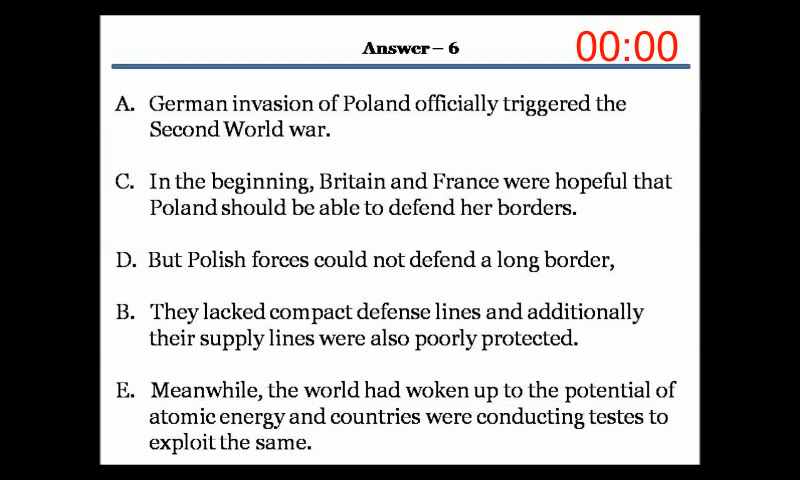 Answer – 6
00:00
A. German invasion of Poland officially triggered the
Second World war.
C. In the beginning, Britain and France were hopeful that
Poland should be able to defend her borders.
D. But Polish forces could not defend a long border,
B. They lacked compact defense lines and additionally
their supply lines were also poorly protected.
E. Meanwhile, the world had woken up to the potential of
atomic energy and countries were conducting testes to
exploit the same.